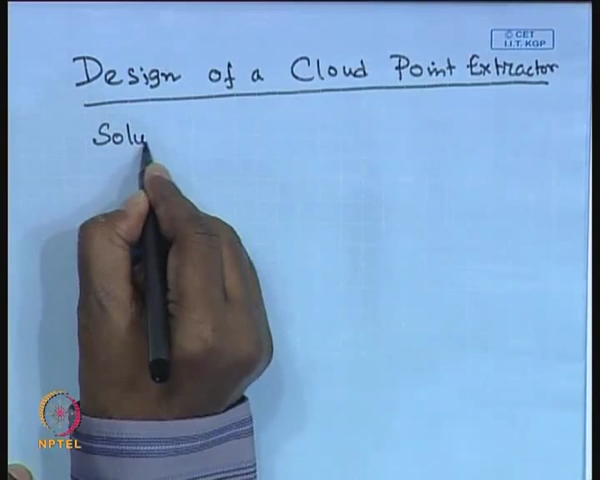 © CET
I.I.T. KGP
Design of a Cloud Point Extractor
Solu
NPTEL